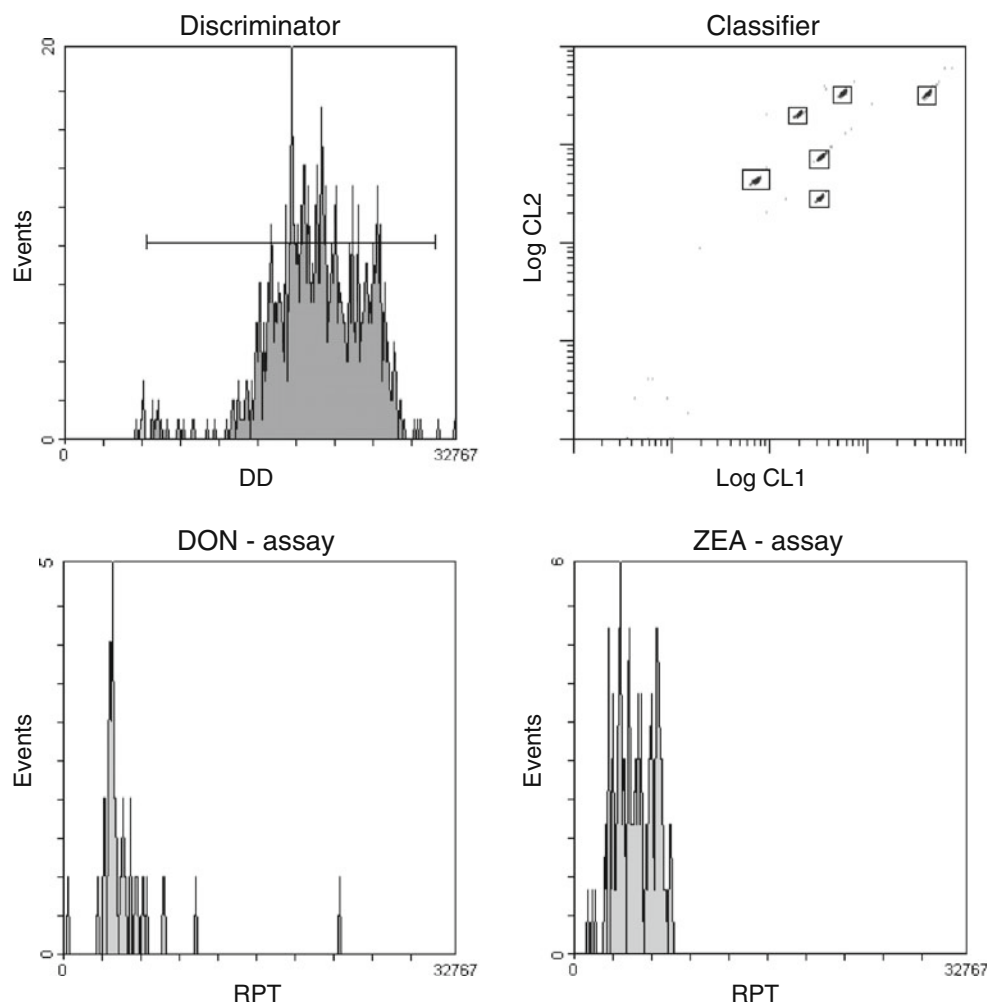 Discriminator
20
Events
0
0
32767
DD
Classifier
Log CL2
Log CL1
DON - assay
5
Events
0
0
32767
RPT
ZEA - assay
6
Events
0
0
32767
RPT